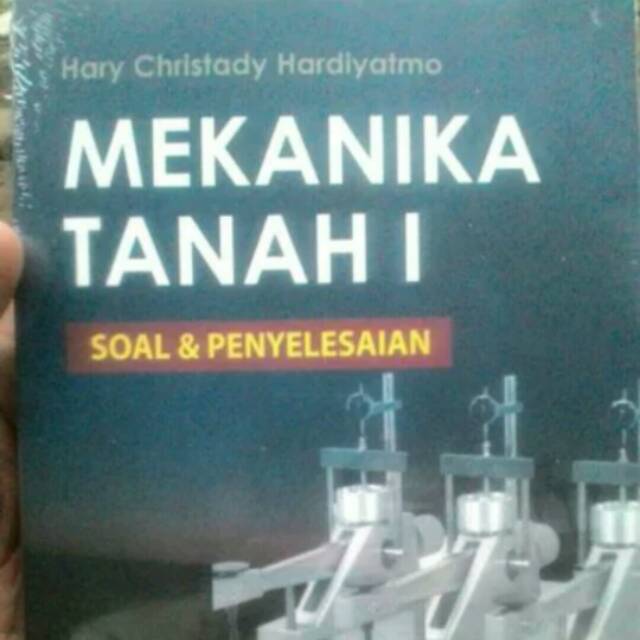 Hary Christady Hardiyatmo
MEKANIKA
TANAH I
SOAL & PENYELESAIAN